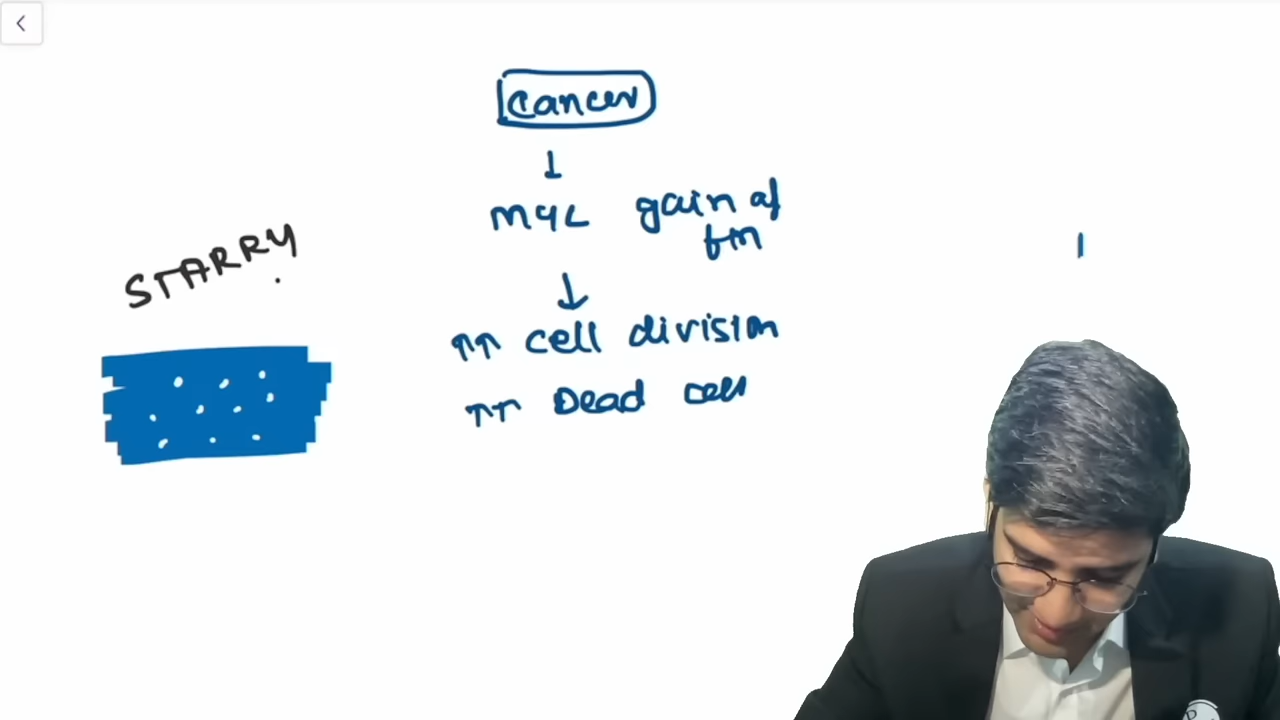 cancer
↓
MYC gain of
fn
↓
STARRY
↑↑ cell division
↑↑ Dead cell